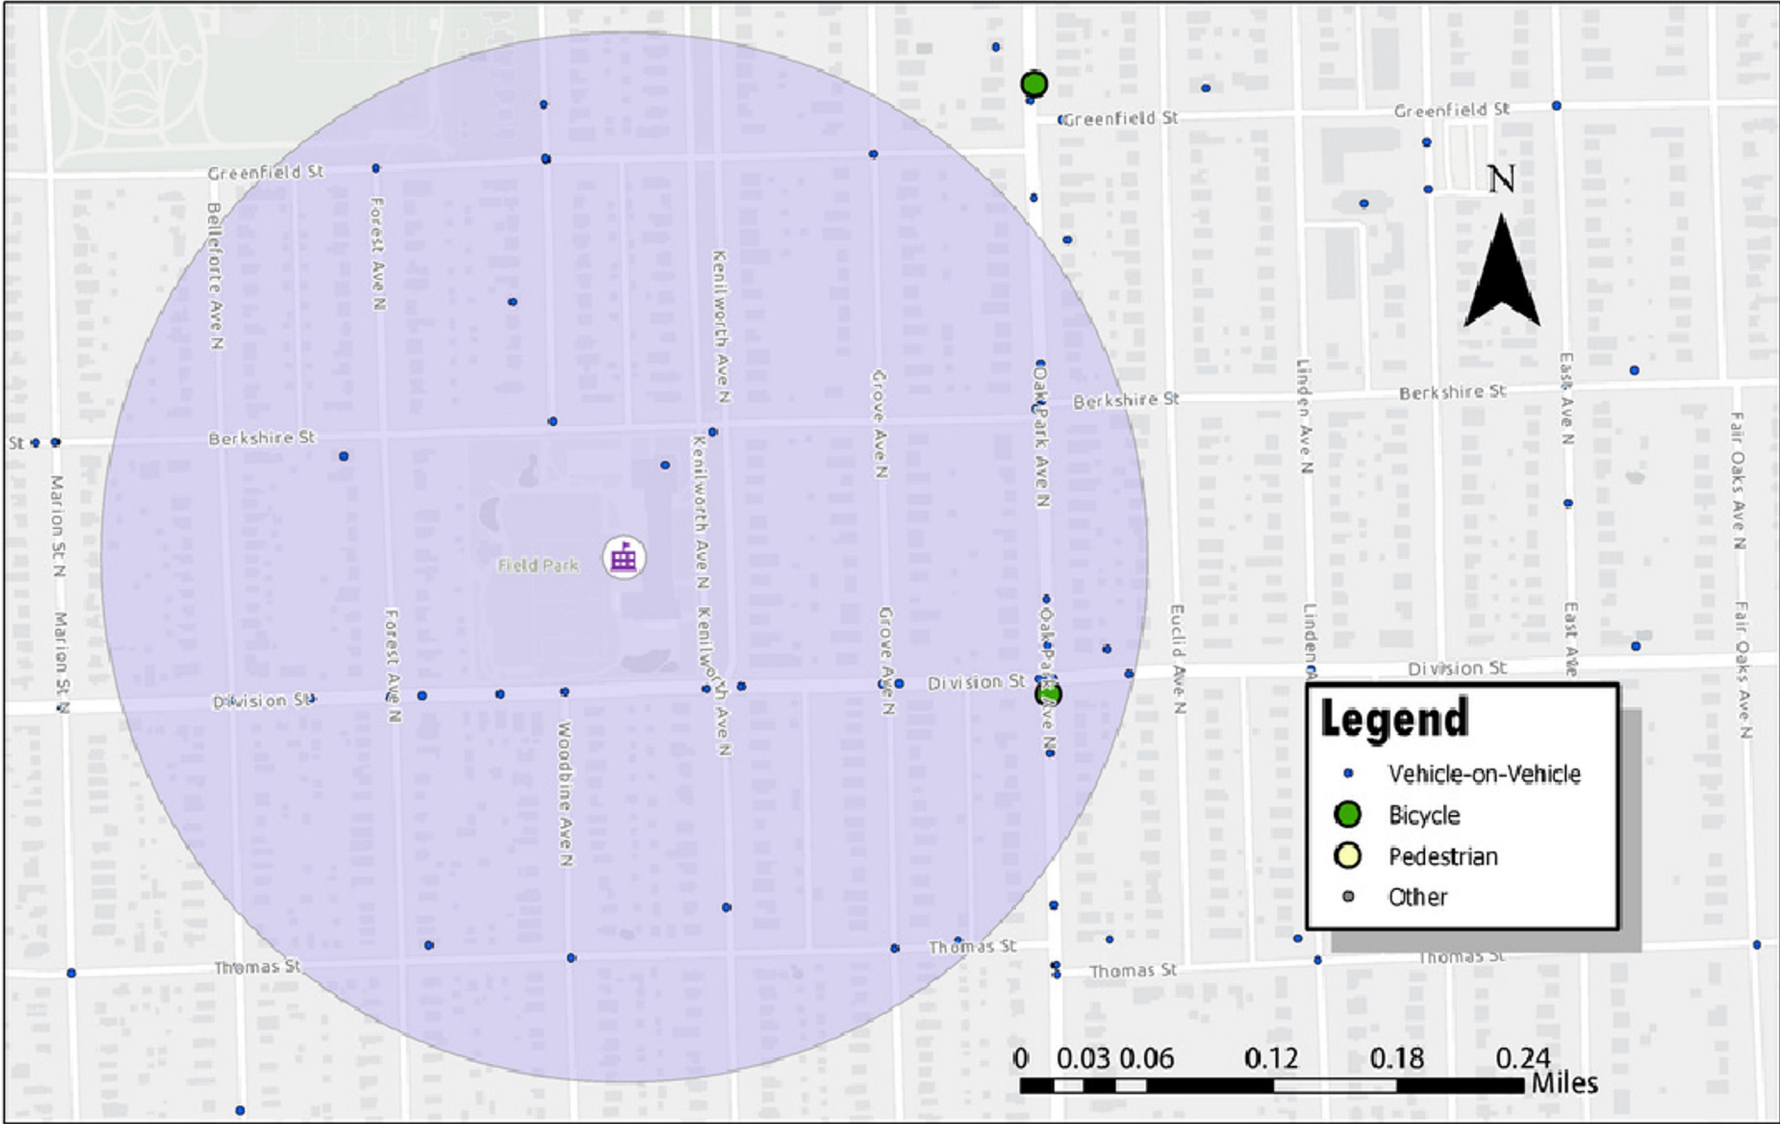 Greenfield St
Greenfield St
Greenfield St
N
Belleforte Ave N
Forest Ave N
Kenilworth Ave N
Grove Ave N
Oak Park Ave N
Berkshire St
Berkshire St
Linden Ave N
East Ave N
Fair Oaks Ave N
St
Berkshire St
Marion St N
Kenilworth Ave N
Field Park
Marion St N
Forest Ave N
Kenilworth Ave N
Grove Ave N
Oak Park Ave N
Euclid Ave N
Linden A
East Ave
Fair Oaks Ave N
Division St
Division St
Division St
Woodbine Ave N
Legend
Vehicle-on-Vehicle
Bicycle
Pedestrian
Other
Thomas St
Thomas St
Thomas St
Thomas St
0 0.03 0.06 0.12 0.18 0.24
Miles